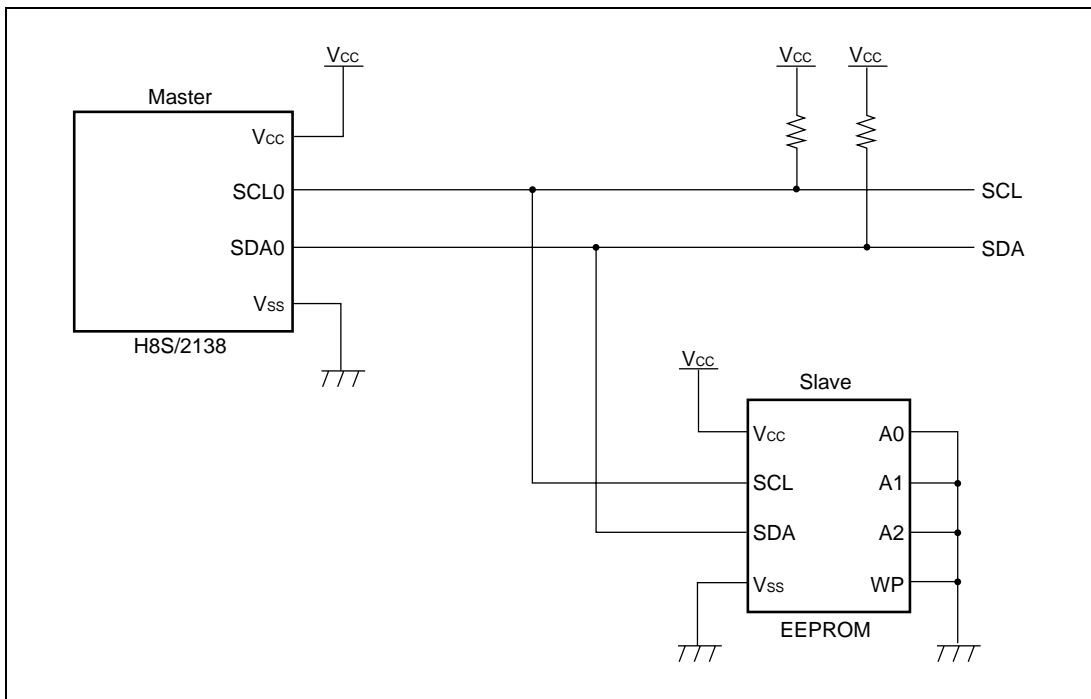 VCC
VCC
VCC
Master
VCC
SCL0
SCL
SDA0
SDA
VSS
H8S/2138
VCC
Slave
VCC
A0
SCL
A1
SDA
A2
VSS
WP
EEPROM